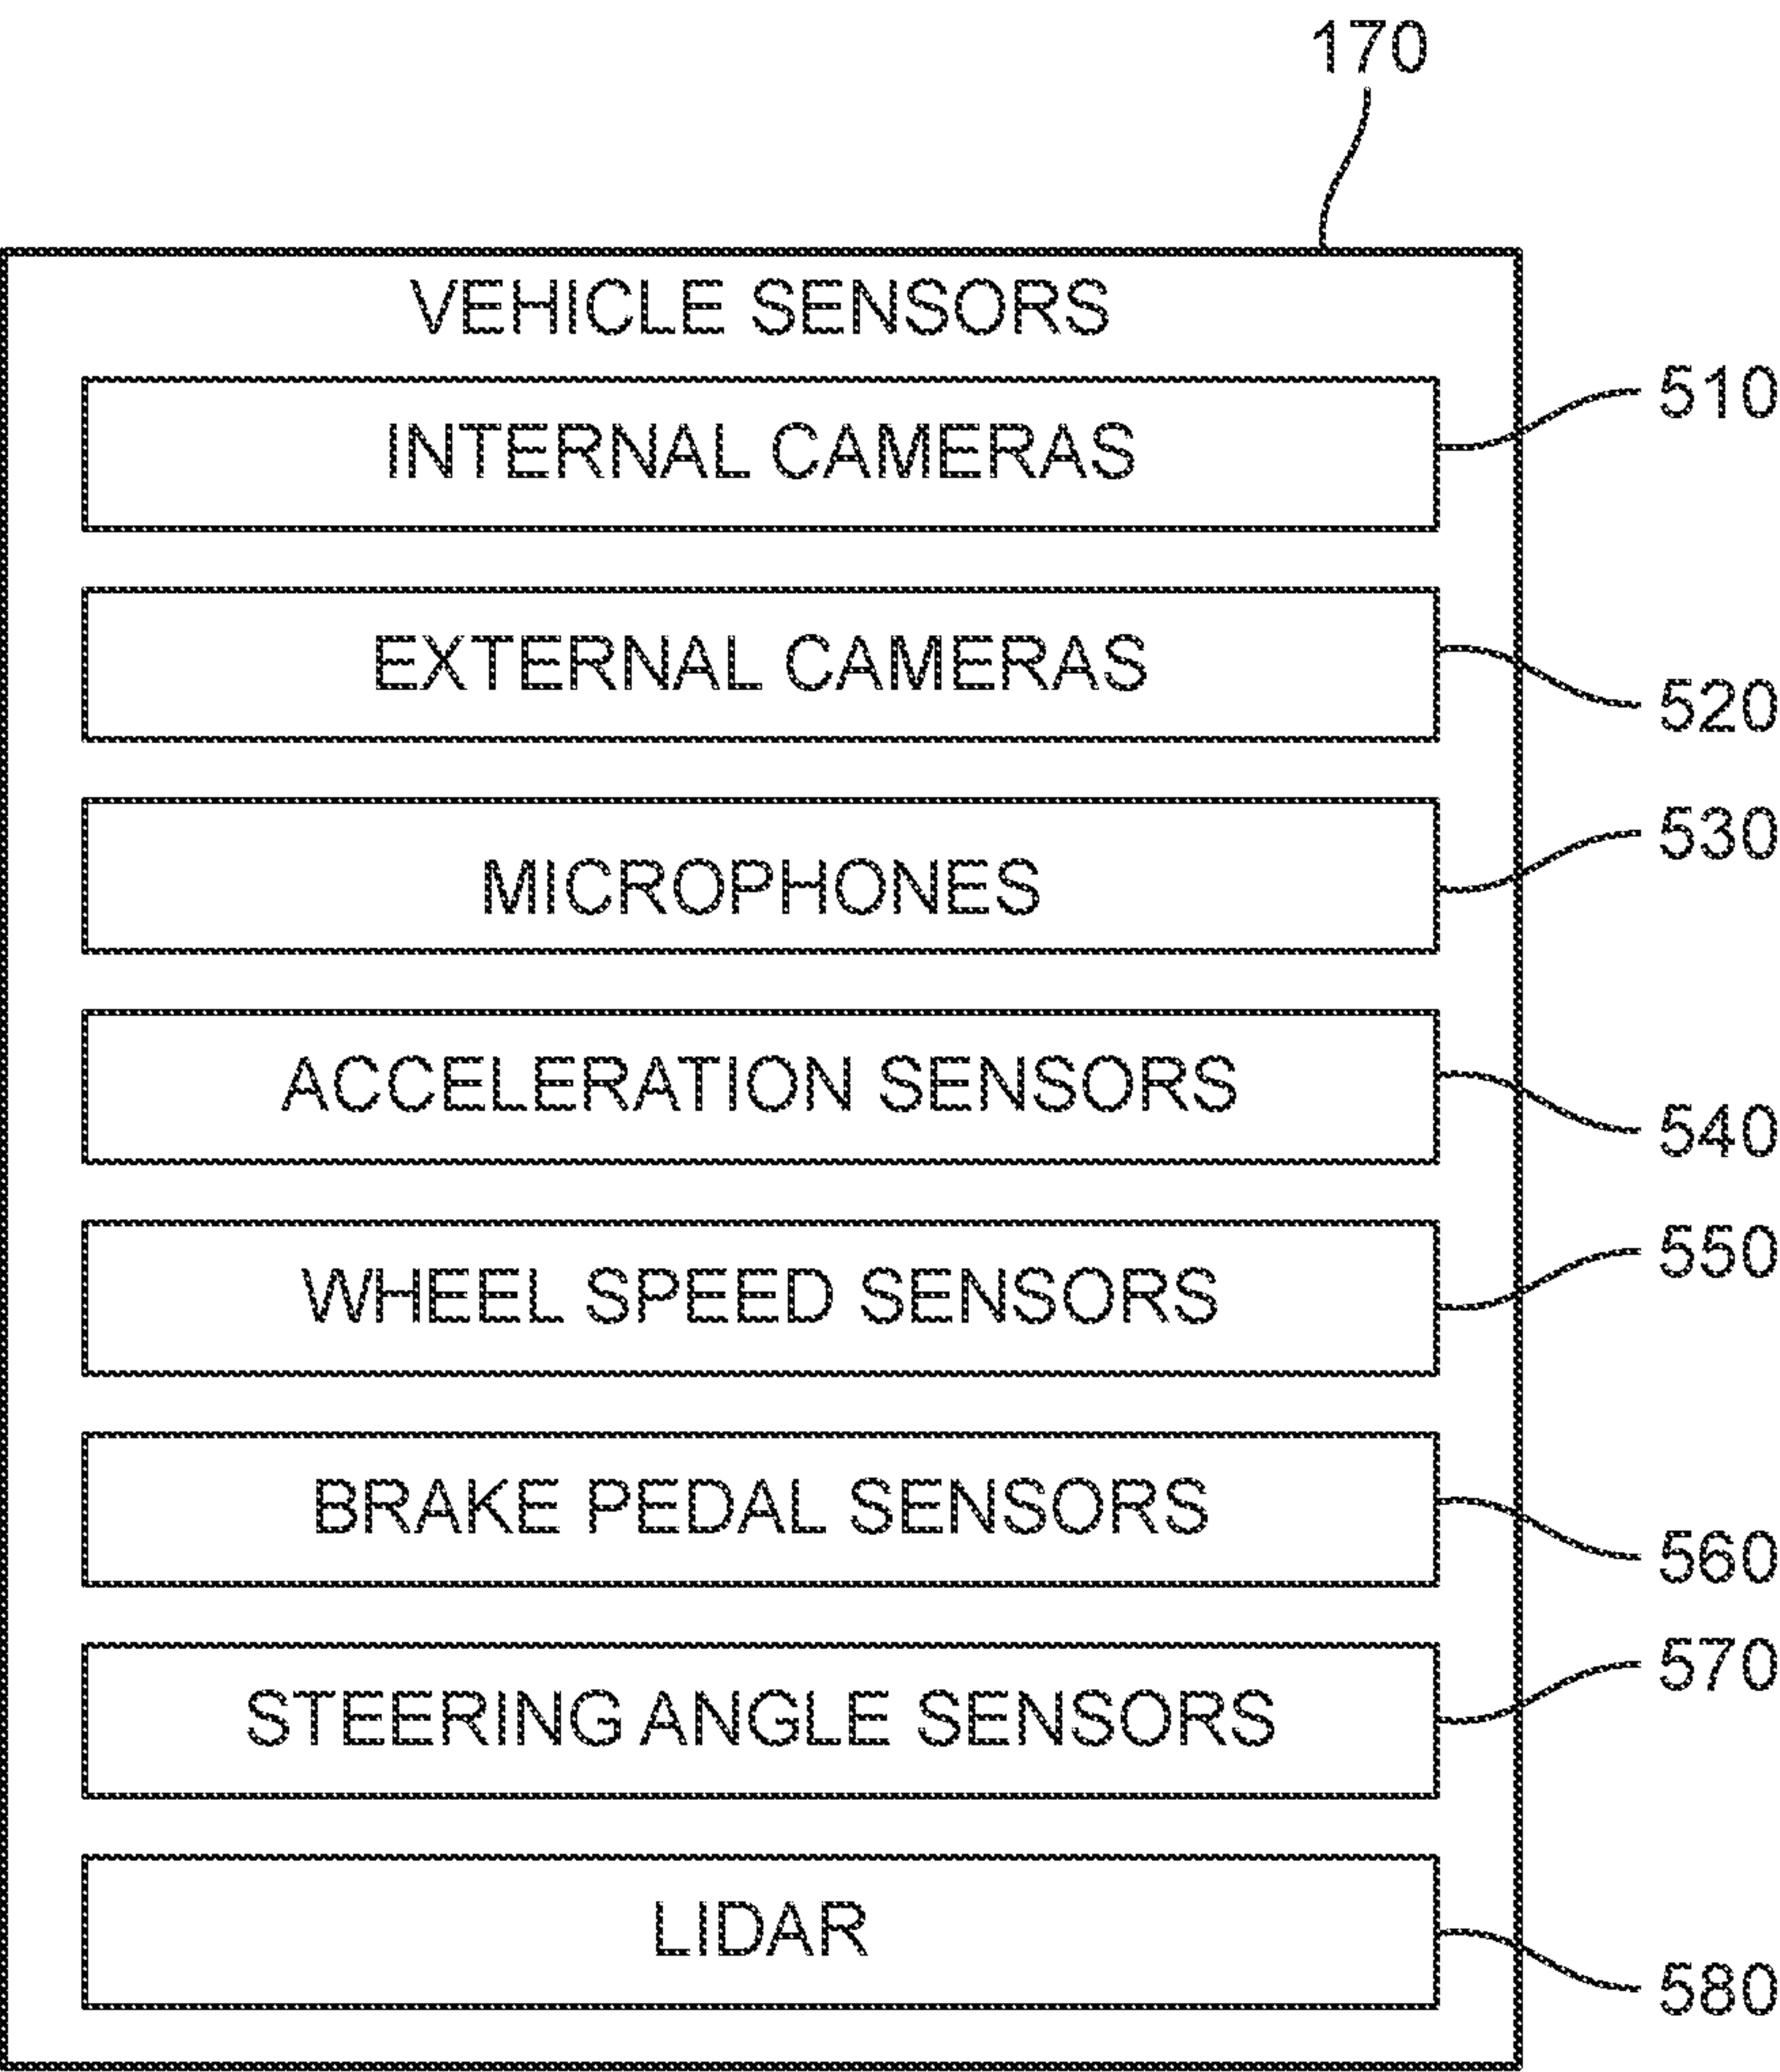 170
VEHICLE SENSORS
INTERNAL CAMERAS
510
EXTERNAL CAMERAS
520
MICROPHONES
530
ACCELERATION SENSORS
540
WHEEL SPEED SENSORS
550
BRAKE PEDAL SENSORS
560
STEERING ANGLE SENSORS
570
LIDAR
580